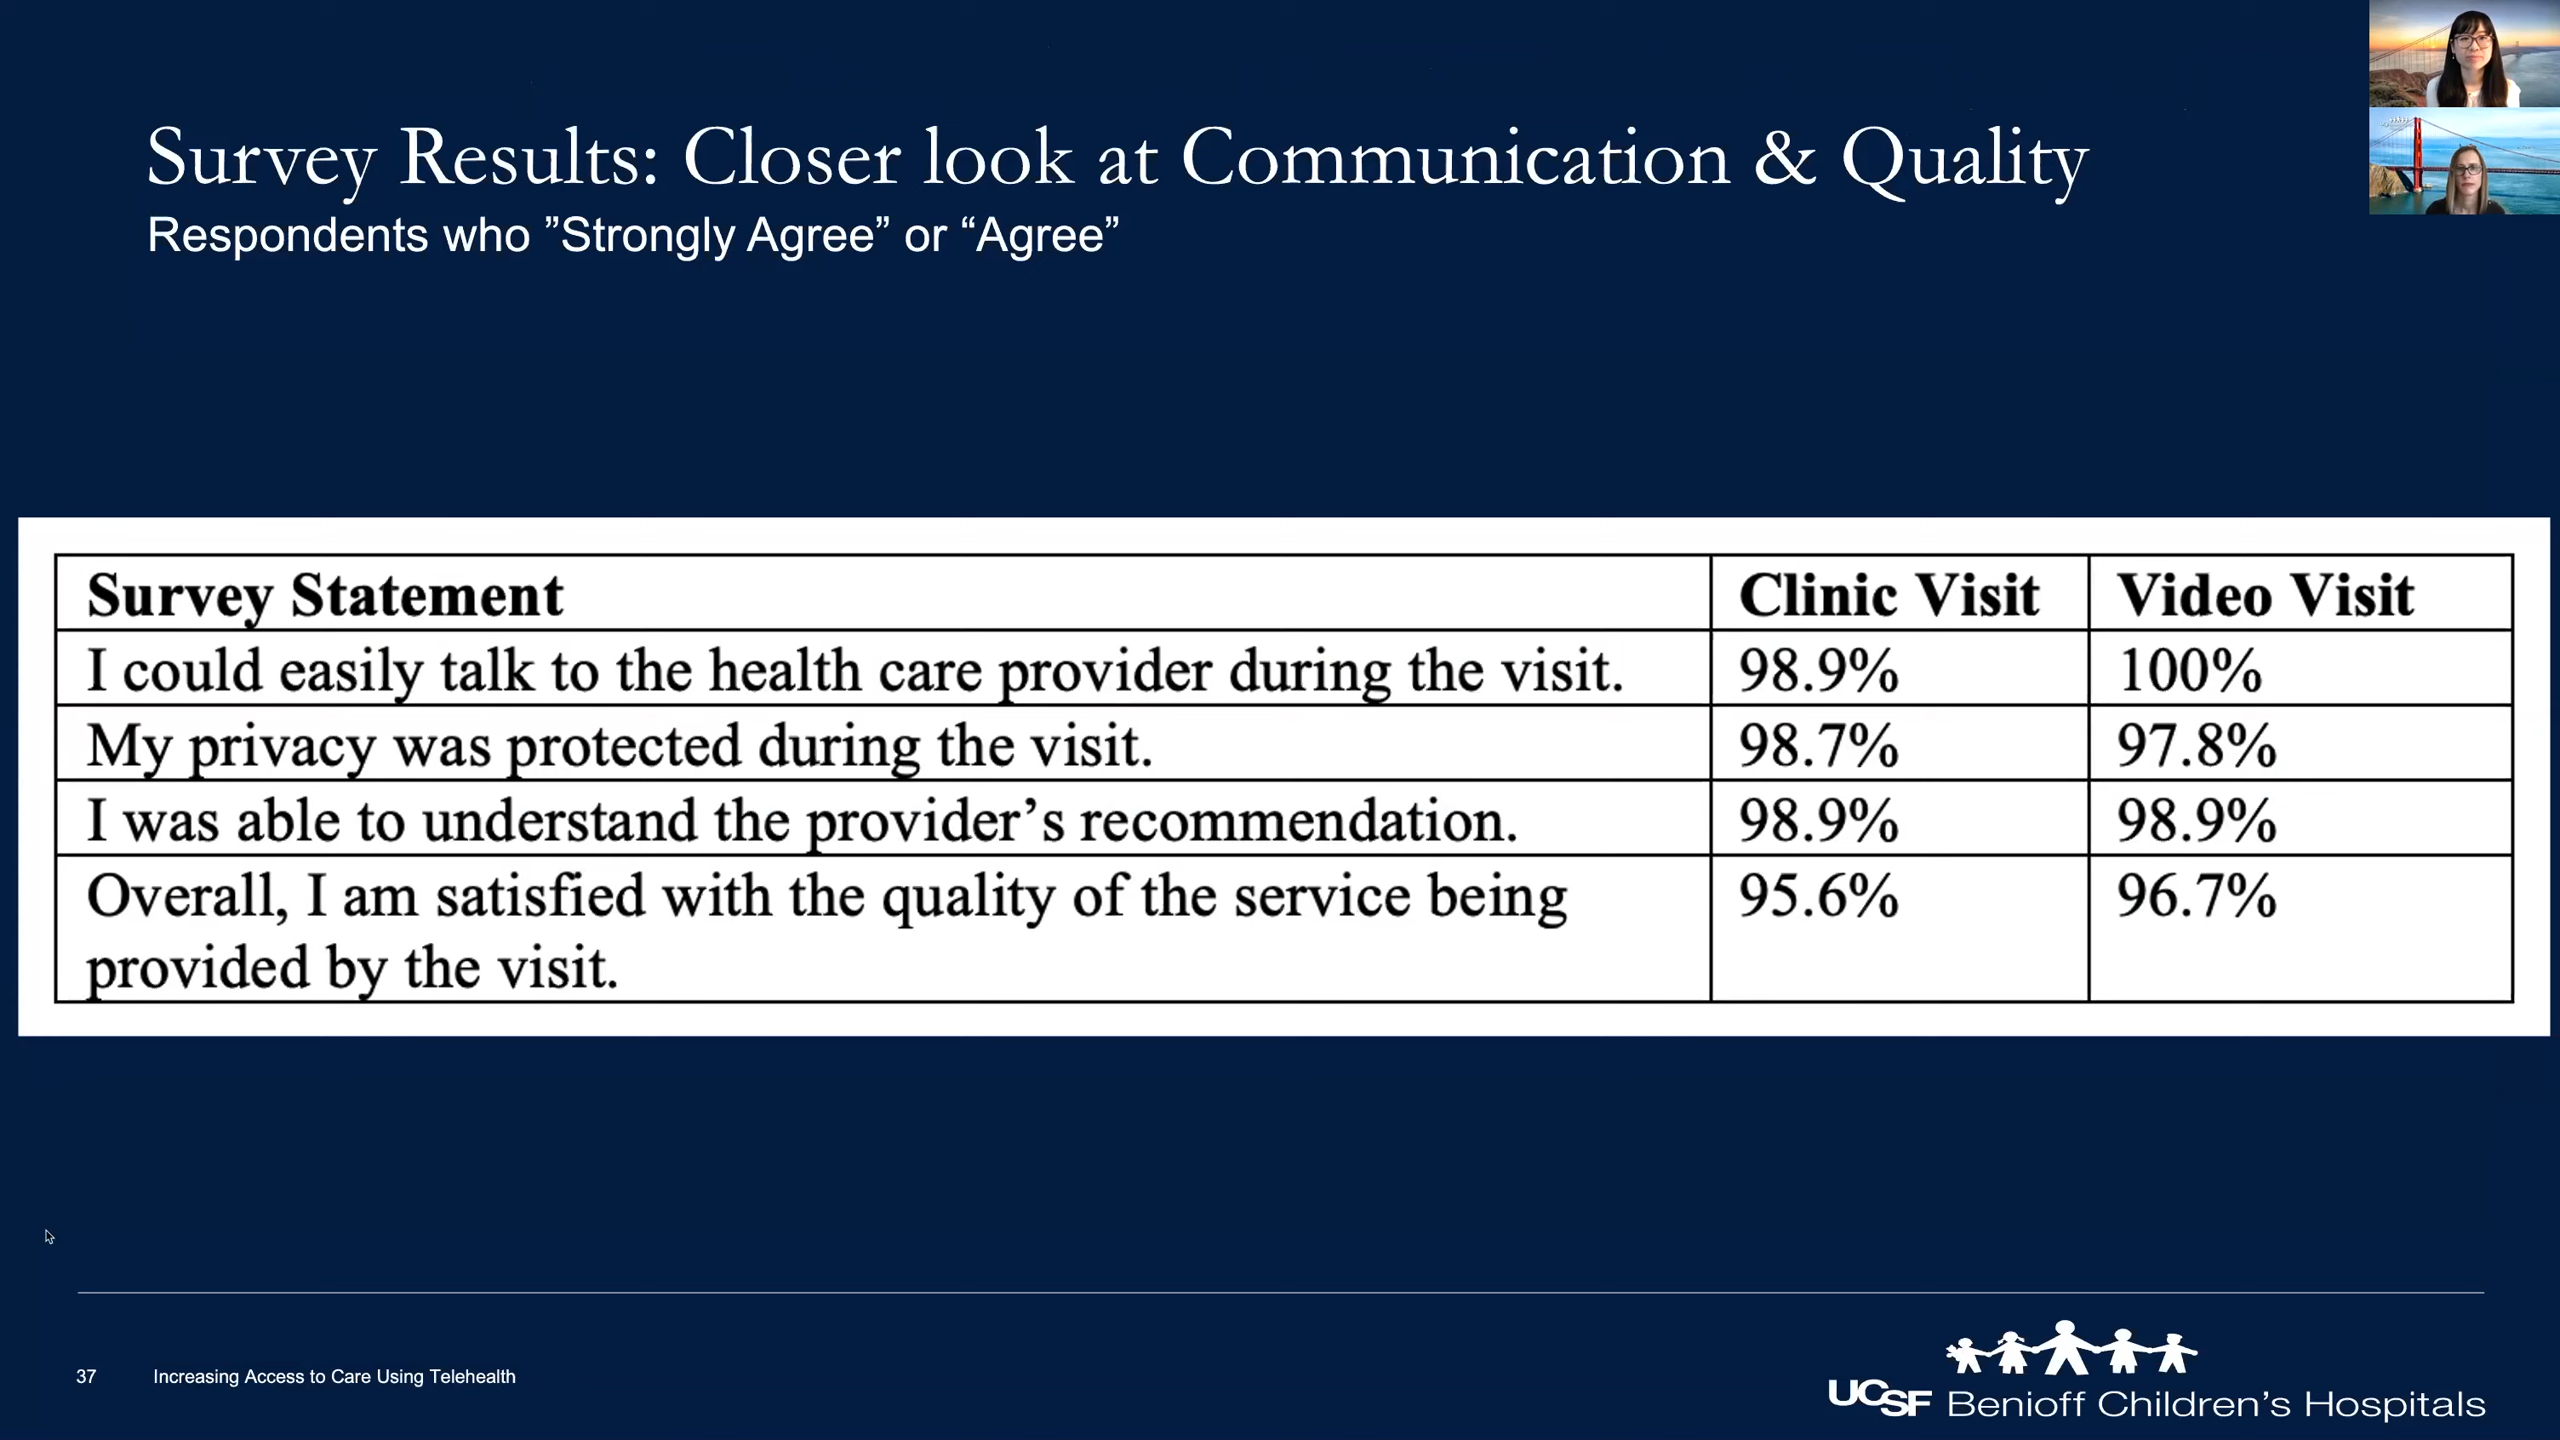 Survey Results: Closer look at Communication & Quality
Respondents who ”Strongly Agree” or “Agree”
Survey Statement Clinic Visit Video Visit
I could easily talk to the health care provider during the visit. 98.9% 100%
My privacy was protected during the visit. 98.7% 97.8%
I was able to understand the provider’s recommendation. 98.9% 98.9%
Overall, I am satisfied with the quality of the service being 95.6% 96.7%
provided by the visit.
37 Increasing Access to Care Using Telehealth
UCSF Benioff Children’s Hospitals